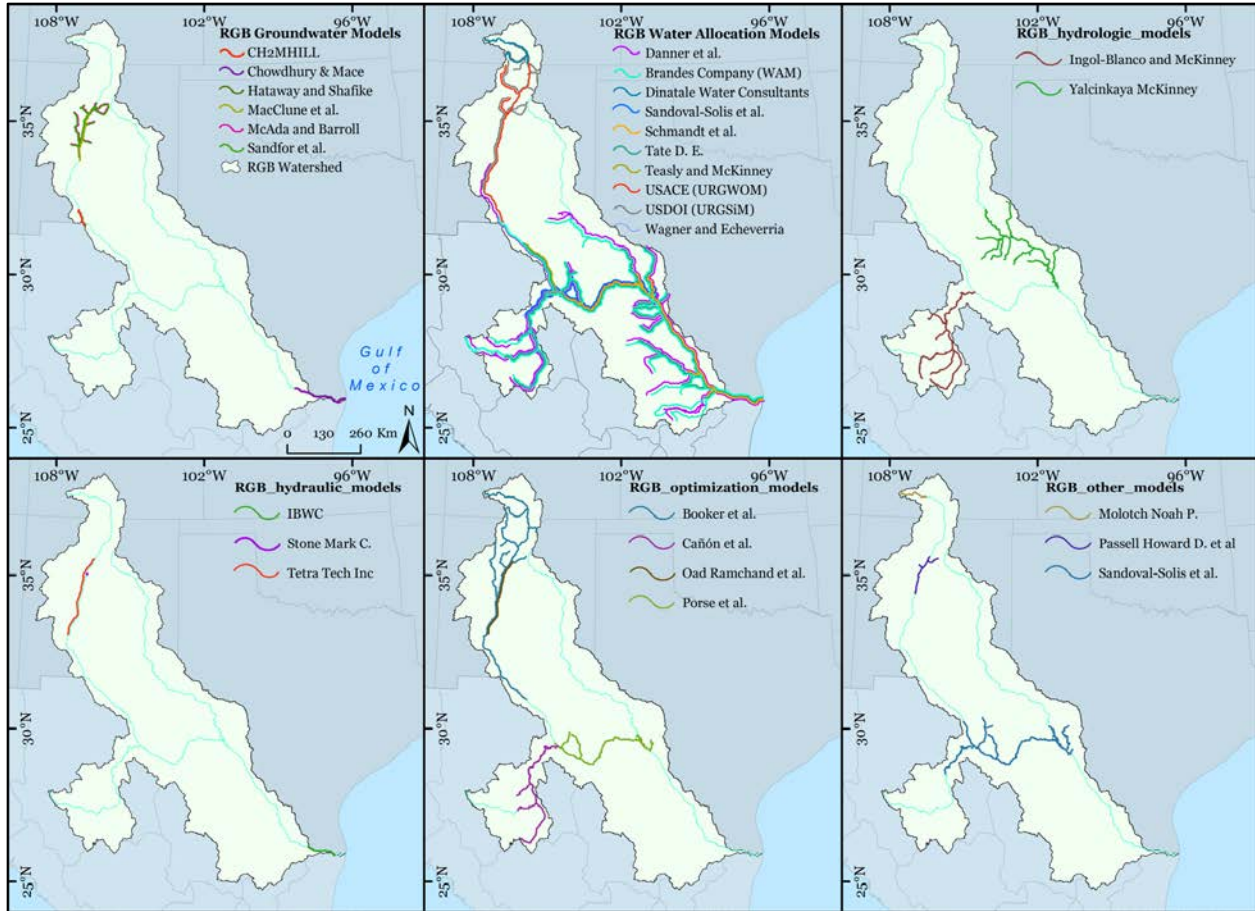 108°W 102°W 96°W
RGB Groundwater Models
CH2MHILL
Chowdhury & Mace
Hataway and Shafike
MacClune et al.
McAda and Barroll
Sandfor et al.
RGB Watershed
35°N
30°N
25°N
Gulf
of
Mexico
N
0 130 260 Km
108°W 102°W 96°W
RGB Water Allocation Models
Danner et al.
Brandes Company (WAM)
Dinatale Water Consultants
Sandoval-Solis et al.
Schmandt et al.
Tate D. E.
Teasly and McKinney
USACE (URGWOM)
USDOI (URGSiM)
Wagner and Echeverria
35°N
30°N
25°N
108°W 102°W 96°W
RGB_hydrologic_models
Ingol-Blanco and McKinney
Yalcinkaya McKinney
35°N
30°N
25°N
108°W 102°W 96°W
RGB_hydraulic_models
IBWC
Stone Mark C.
Tetra Tech Inc
35°N
30°N
25°N
108°W 102°W 96°W
RGB_optimization_models
Booker et al.
Cañón et al.
Oad Ramchand et al.
Porse et al.
35°N
30°N
25°N
108°W 102°W 96°W
RGB_other_models
Molotch Noah P.
Passell Howard D. et al
Sandoval-Solis et al.
35°N
30°N
25°N